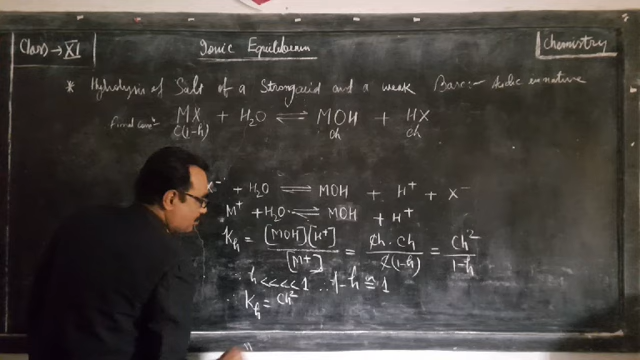 Class → XI
Ionic Equilibrium
Chemistry
* Hydrolysis of Salt of a Strong acid and a weak Base:- Acidic in nature
Final Conc. MX + H₂O ⇌ MOH + HX
C(1-h) ch ch
X⁻ + H₂O ⇌ MOH + H⁺ + X⁻
M⁺ + H₂O ⇌ MOH + H⁺
K_h = [MOH][H⁺] / [M⁺] = ch · ch / c(1-h) = ch² / 1-h
h <<<< 1 ∴ 1-h ≅ 1
∴ K_h = Ch²